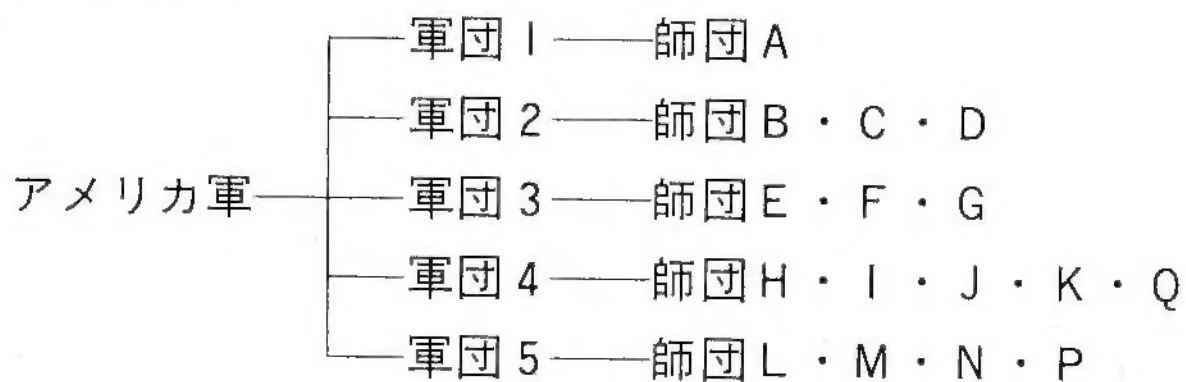 軍団1 師団A
軍団2 師団B・C・D
アメリカ軍 軍団3 師団E・F・G
軍団4 師団H・I・J・K・Q
軍団5 師団L・M・N・P